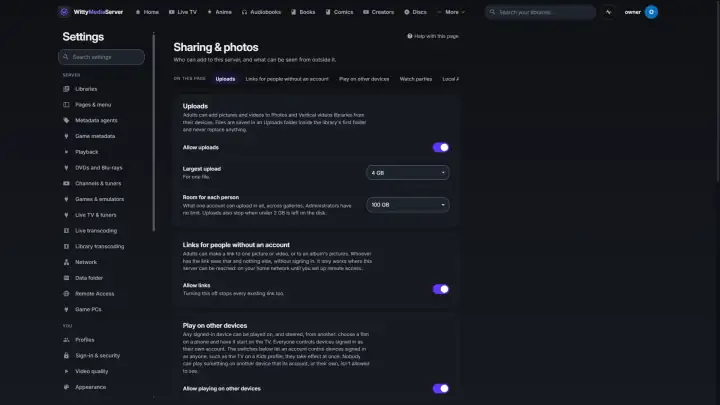 WittyMediaServer
Home
Live TV
Anime
Audiobooks
Books
Comics
Creators
Discs
More
Search your libraries...
owner
O
Settings
Search settings
SERVER
Libraries
Pages & menu
Metadata agents
Game metadata
Playback
DVDs and Blu-rays
Channels & tuners
Games & emulators
Live TV & tuners
Live transcoding
Library transcoding
Network
Data folder
Remote Access
Game PCs
YOU
Profiles
Sign-in & security
Video quality
Appearance
Help with this page
Sharing & photos
Who can add to this server, and what can be seen from outside it.
ON THIS PAGE
Uploads
Links for people without an account
Play on other devices
Watch parties
Local A
Uploads
Adults can add pictures and videos to Photos and Vertical videos libraries from
their devices. Files are saved in an Uploads folder inside the library's first folder
and never replace anything.
Allow uploads
Largest upload
For one file.
4 GB
Room for each person
What one account can upload in all, across galleries. Administrators have
no limit. Uploads also stop when under 2 GB is left on the disk.
100 GB
Links for people without an account
Adults can make a link to one picture or video, or to an album's pictures. Whoever
has the link sees that and nothing else, without signing in. It only works where this
server can be reached: on your home network until you set up remote access.
Allow links
Turning this off stops every existing link too.
Play on other devices
Any signed-in device can be played on, and steered, from another: choose a film
on a phone and have it start on the TV. Everyone controls devices signed in
as their own account. The switches below let an account control devices signed in
as anyone, such as the TV on a Kids profile; they take effect at once. Nobody
can play something on another device that its account, or their own, isn't allowed
to see.
Allow playing on other devices